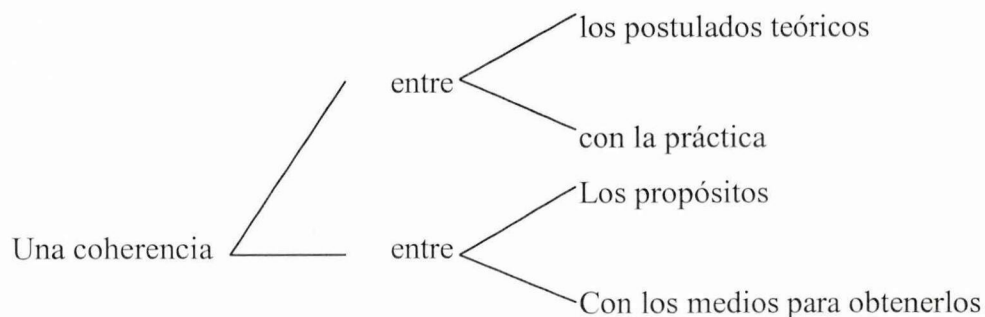 los postulados teóricos
entre
con la práctica
Los propósitos
Una coherencia
entre
Con los medios para obtenerlos